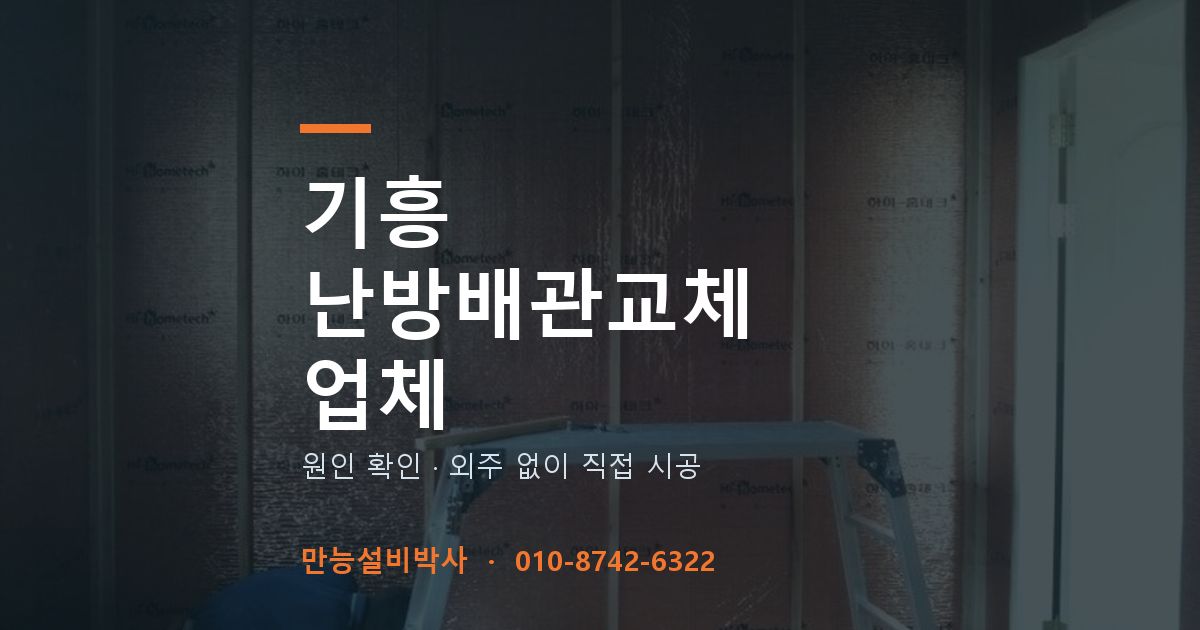 기흥
난방배관교체
업체
원인 확인 · 외주 없이 직접 시공
만능설비박사 · 010-8742-6322